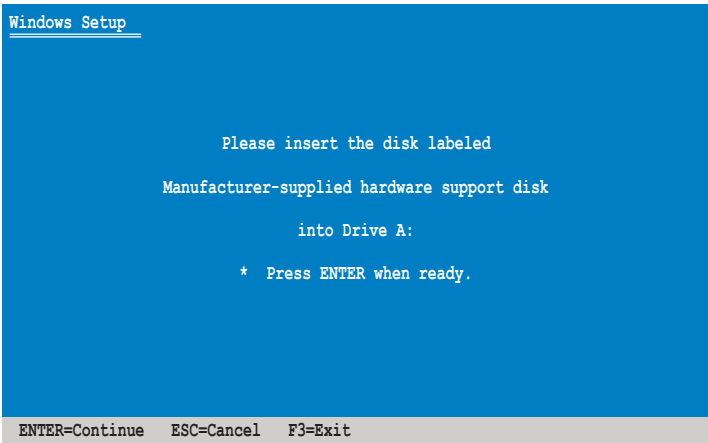 Windows Setup
Please insert the disk labeled
Manufacturer-supplied hardware support disk
into Drive A:
* Press ENTER when ready.
ENTER=Continue ESC=Cancel F3=Exit